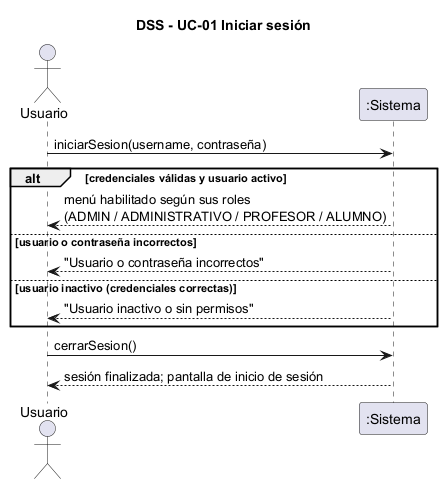 DSS - UC-01 Iniciar sesión
Usuario
:Sistema
iniciarSesion(username, contraseña)
alt
[credenciales válidas y usuario activo]
menú habilitado según sus roles
(ADMIN / ADMINISTRATIVO / PROFESOR / ALUMNO)
[usuario o contraseña incorrectos]
"Usuario o contraseña incorrectos"
[usuario inactivo (credenciales correctas)]
"Usuario inactivo o sin permisos"
cerrarSesion()
sesión finalizada; pantalla de inicio de sesión
Usuario
:Sistema